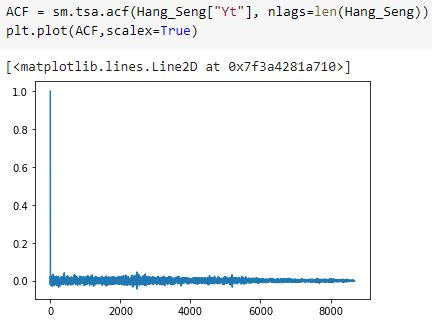 ACF = sm.tsa.acf(Hang_Seng["Yt"], nlags=len(Hang_Seng))
plt.plot(ACF,scalex=True)
[<matplotlib.lines.Line2D at 0x7f3a4281a710>]
1.0
0.8
0.6
0.4
0.2
0.0
0 2000 4000 6000 8000